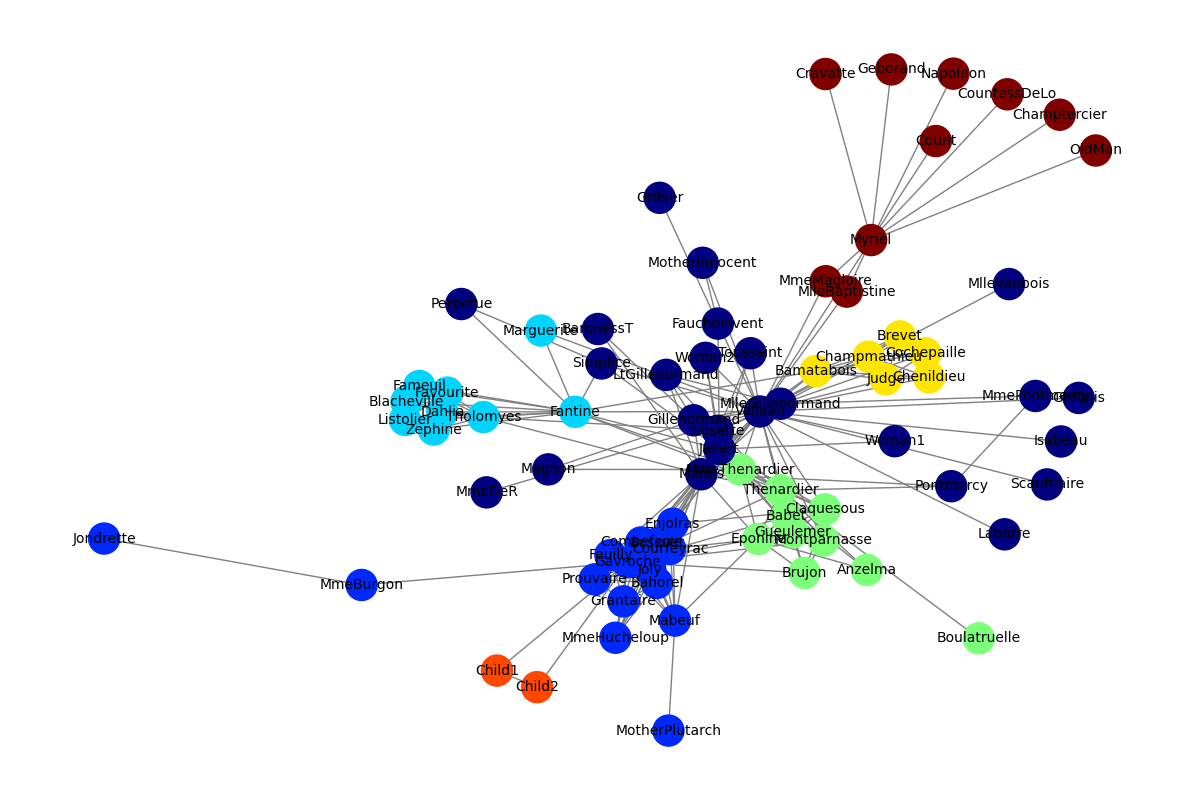 Cravatte
Geborand
Napoleon
CountessDeLo
Champtercier
Count
OldMan
Gribier
Myriel
MotherInnocent
MmeMagloire
MlleBaptistine
MlleVaubois
Perpetue
Marguerite
BaronessT
Fauchelevent
Brevet
Woman2
Toussaint
Champmathieu
Cochepaille
Simplice
LtGillenormand
Bamatabois
Judge
Chenildieu
Fameuil
Favourite
Blacheville
Dahlia
Listolier
Zephine
Tholomyes
Fantine
Gillenormand
MlleGillenormand
Valjean
MmePontmercy
Gervais
Cosette
Javert
Woman1
Isabeau
Magnon
Marius
MmeThenardier
MmeDeR
Thenardier
Pontmercy
Scaufflaire
Claquesous
Babet
Enjolras
Gueulemer
Labarre
Jondrette
Eponine
Montparnasse
Combeferre
Bossuet
Courfeyrac
Feuilly
Gavroche
Joly
Brujon
Anzelma
MmeBurgon
Prouvaire
Bahorel
Grantaire
Mabeuf
MmeHucheloup
Boulatruelle
Child1
Child2
MotherPlutarch